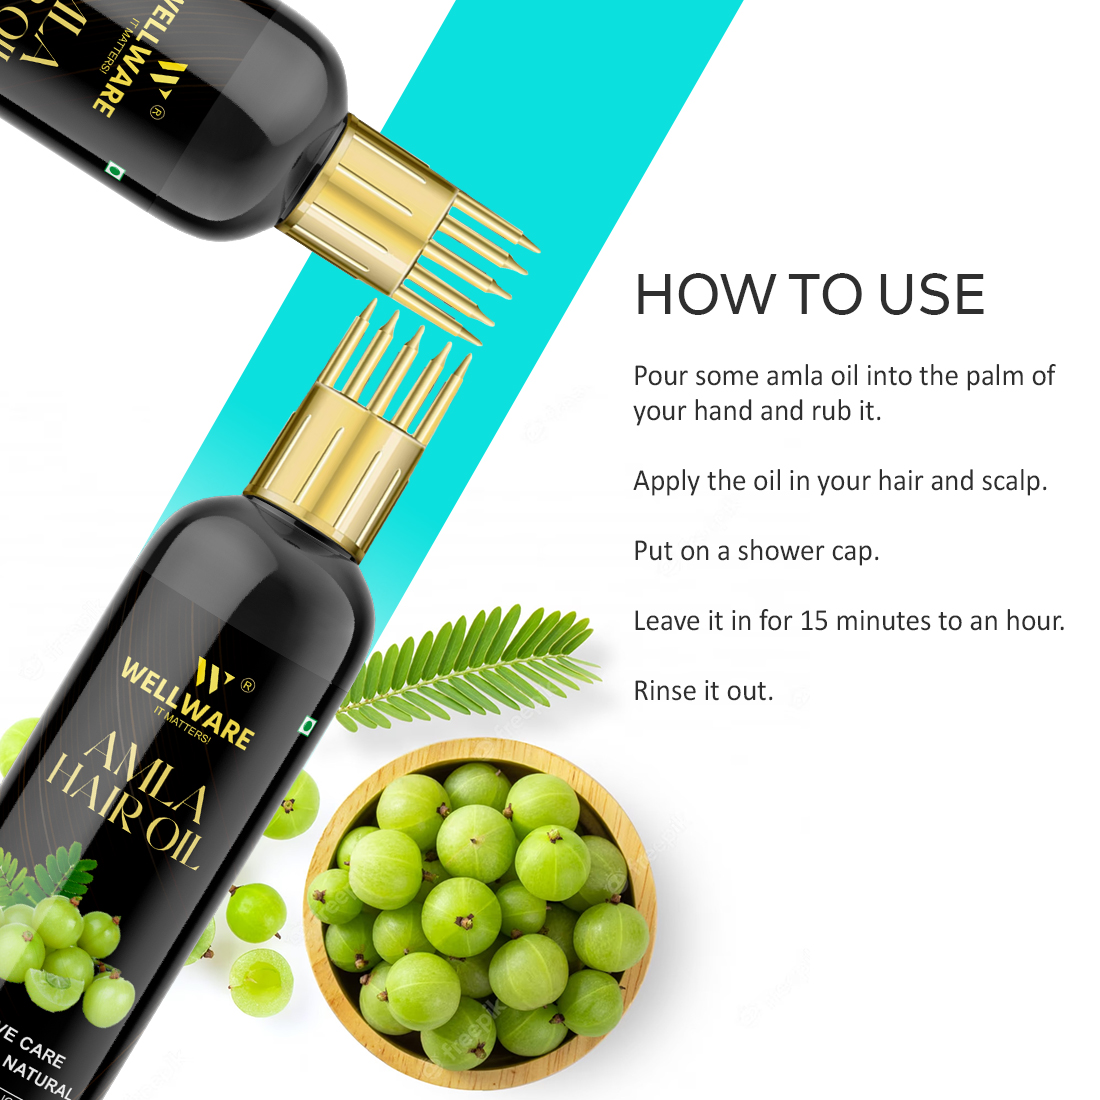 WELLWARE
IT MATTERS!
HOW TO USE
Pour some amla oil into the palm of
your hand and rub it.
Apply the oil in your hair and scalp.
Put on a shower cap.
Leave it in for 15 minutes to an hour.
Rinse it out.
W ®
WELLWARE
IT MATTERS!
AMLA
HAIR OIL
CARE
NATURAL
freepik